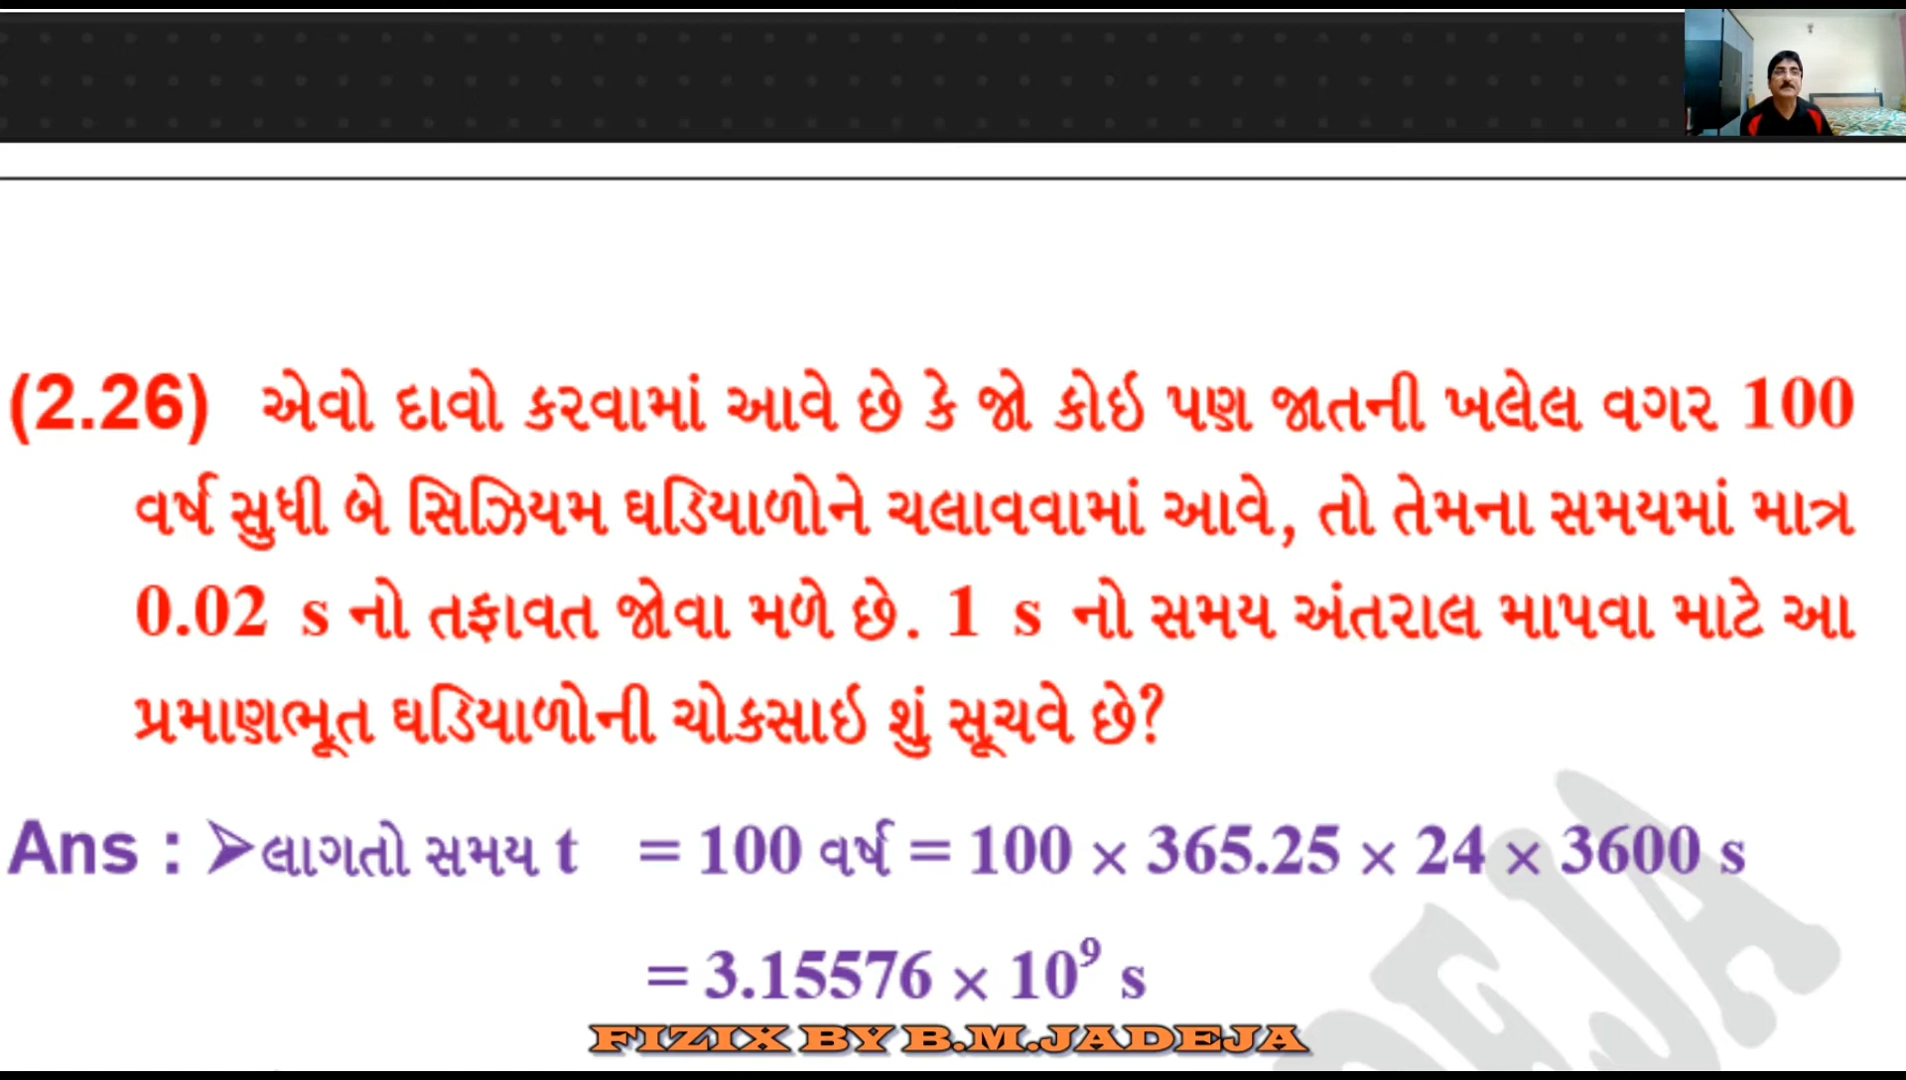 (2.26) એવો દાવો કરવામાં આવે છે કે જો કોઇ પણ જાતની ખલેલ વગર 100
વર્ષ સુધી બે સિઝિયમ ઘડિયાળોને ચલાવવામાં આવે, તો તેમના સમયમાં માત્ર
0.02 s નો તફાવત જોવા મળે છે. 1 s નો સમય અંતરાલ માપવા માટે આ
પ્રમાણભૂત ઘડિયાળોની ચોકસાઇ શું સૂચવે છે?
Ans : ➢લાગતો સમય t = 100 વર્ષ = 100 × 365.25 × 24 × 3600 s
= 3.15576 × 10⁹ s
FIZIX BY B.M.JADEJA